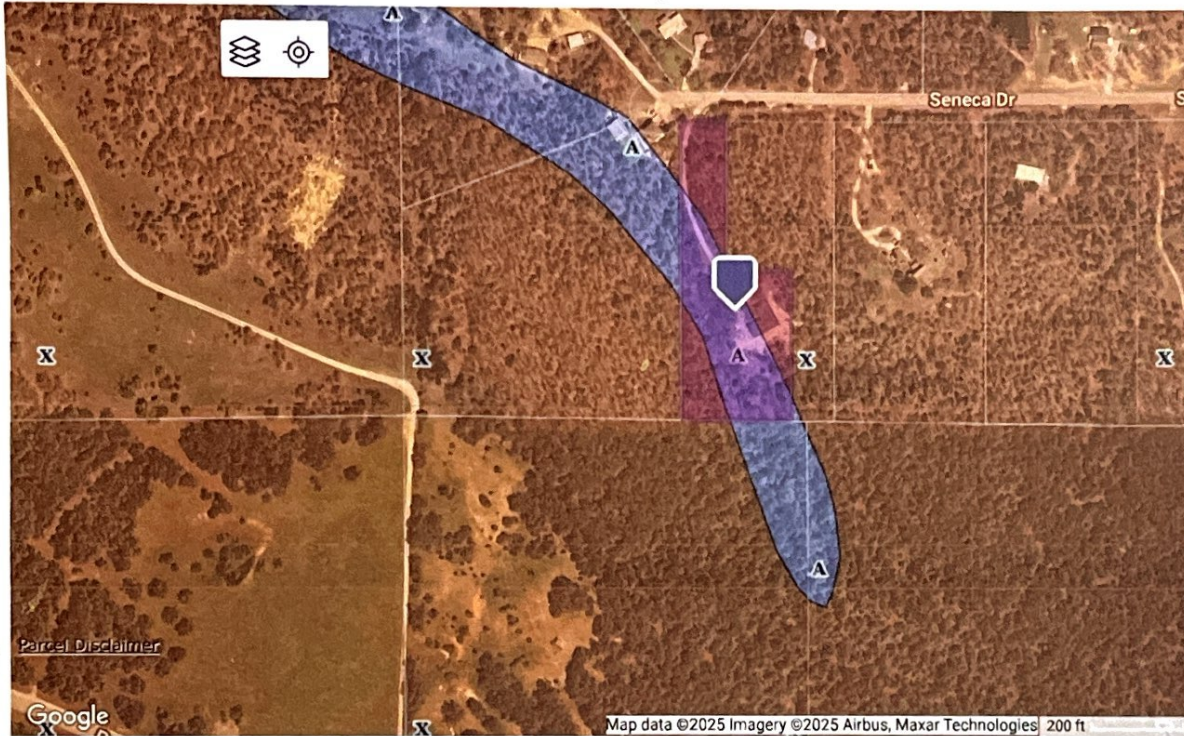 A
Seneca Dr
S
A
X
X
A
X
X
A
Parcel Disclaimer
Google
X
X
Map data ©2025 Imagery ©2025 Airbus, Maxar Technologies
200 ft